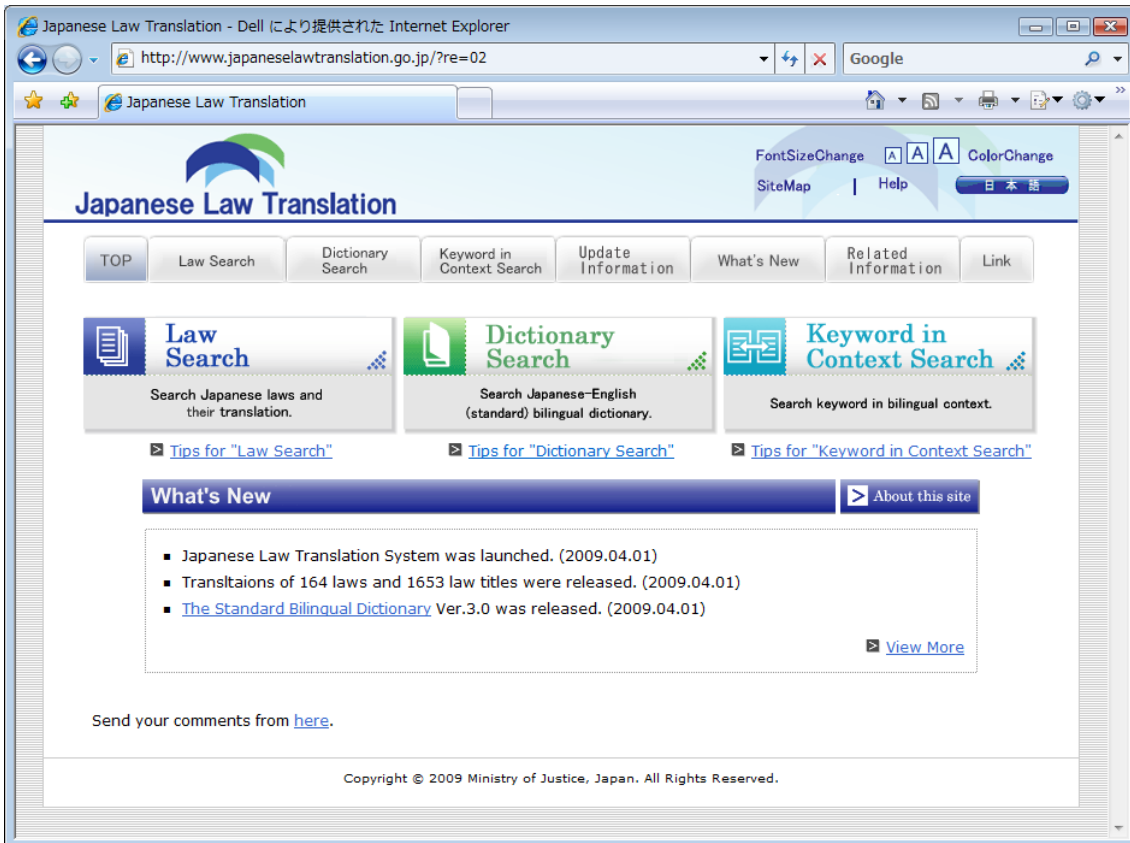 Japanese Law Translation - Dell により提供された Internet Explorer
http://www.japaneselawtranslation.go.jp/?re=02
Google
Japanese Law Translation
Japanese Law Translation
FontSizeChange A A A ColorChange
SiteMap | Help 日本語
TOP
Law Search
Dictionary
Search
Keyword in
Context Search
Update
Information
What's New
Related
Information
Link
Law
Search
Search Japanese laws and
their translation.
Dictionary
Search
Search Japanese-English
(standard) bilingual dictionary.
Keyword in
Context Search
Search keyword in bilingual context.
Tips for "Law Search"
Tips for "Dictionary Search"
Tips for "Keyword in Context Search"
What's New
About this site
Japanese Law Translation System was launched. (2009.04.01)
Transltaions of 164 laws and 1653 law titles were released. (2009.04.01)
The Standard Bilingual Dictionary Ver.3.0 was released. (2009.04.01)
View More
Send your comments from here.
Copyright © 2009 Ministry of Justice, Japan. All Rights Reserved.